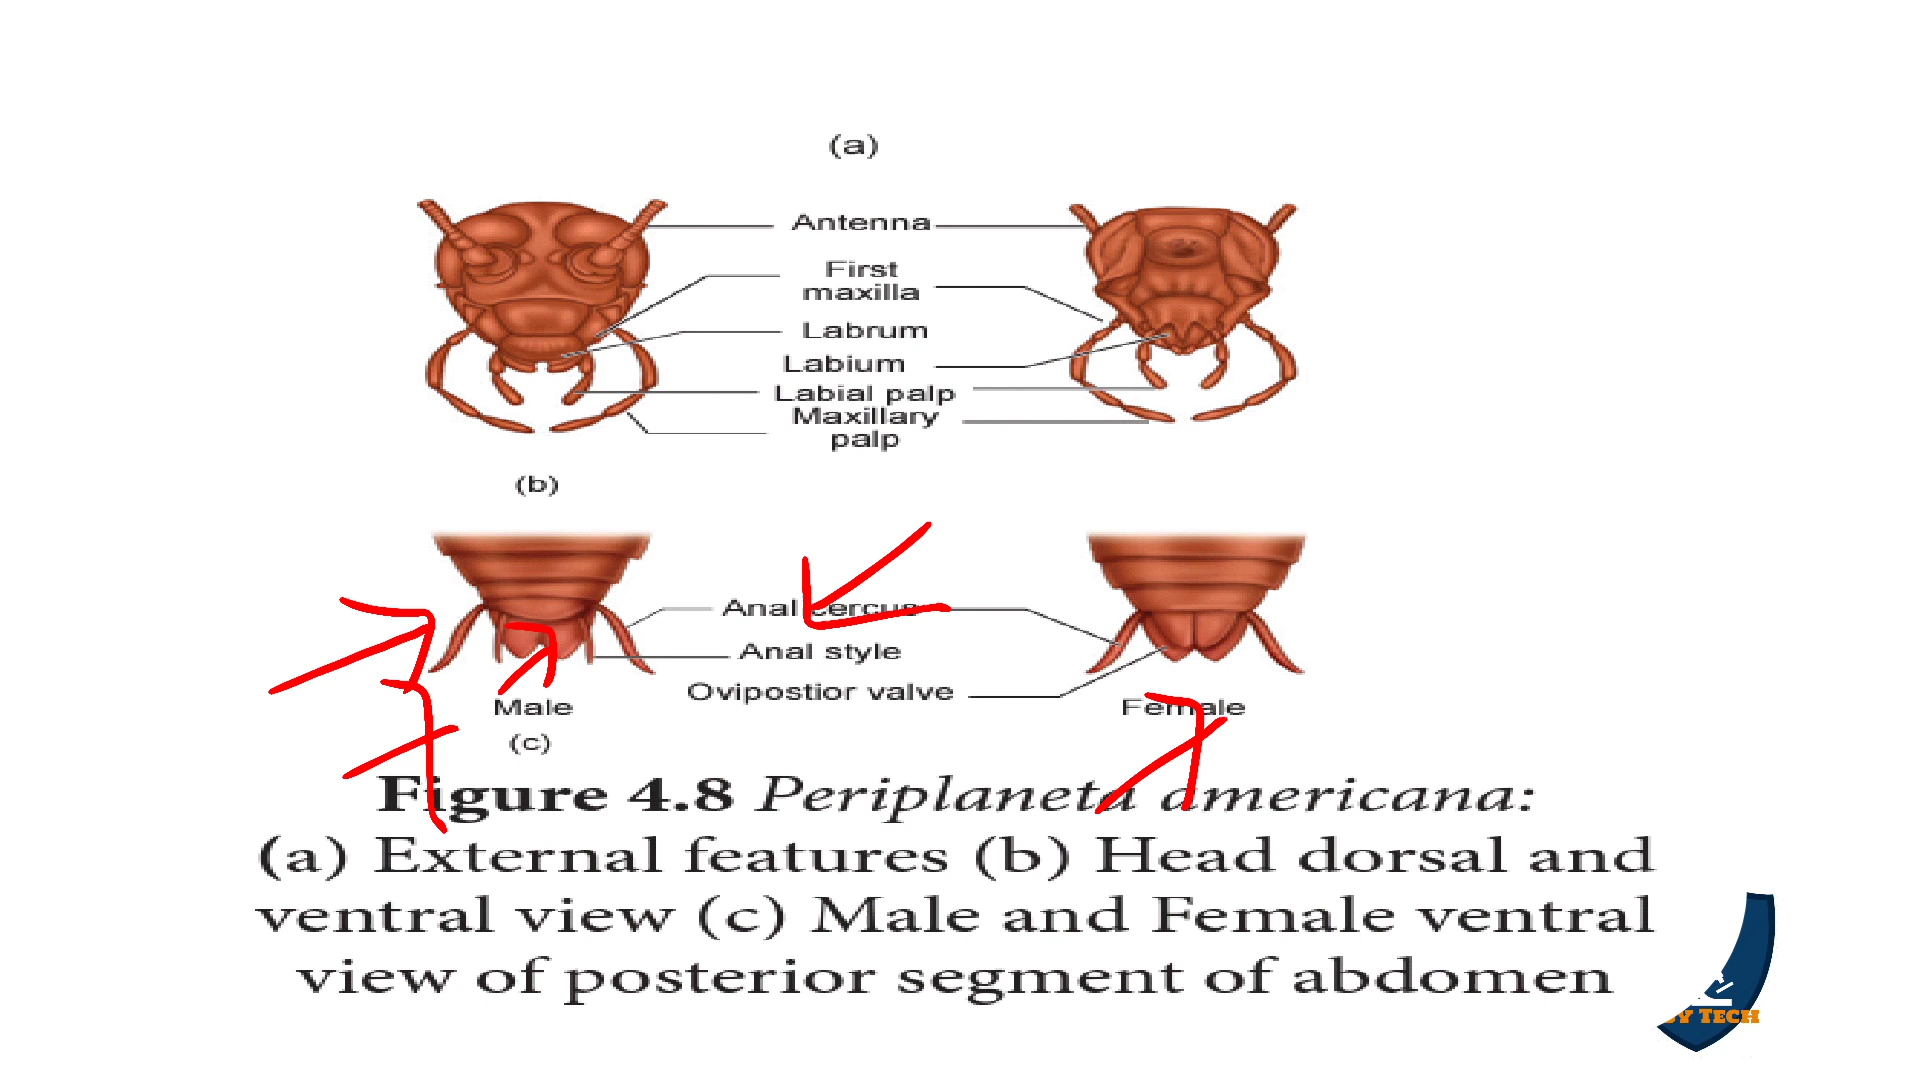 (a)
Antenna
First
maxilla
Labrum
Labium
Labial palp
Maxillary
palp
(b)
Anal cercus
Anal style
Ovipostior valve
Male
Female
(c)
Figure 4.8 Periplaneta americana:
(a) External features (b) Head dorsal and
ventral view (c) Male and Female ventral
view of posterior segment of abdomen
TECH